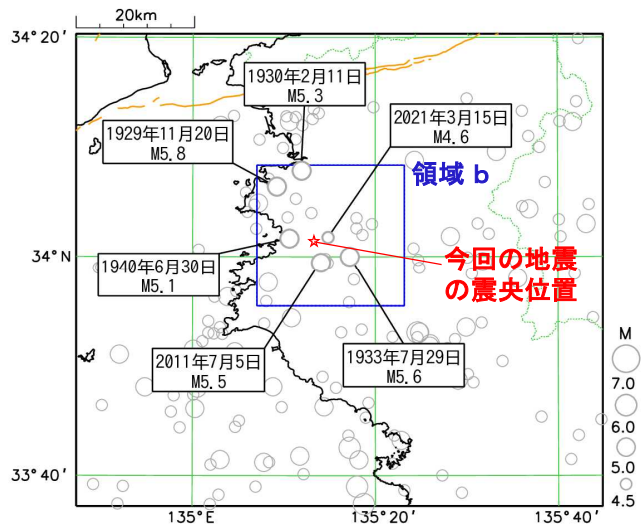 20km
34°20′
1930年2月11日
M5.3
2021年3月15日
M4.6
1929年11月20日
M5.8
領域 b
34°N
今回の地震
の震央位置
1940年6月30日
M5.1
2011年7月5日
M5.5
1933年7月29日
M5.6
M
7.0
6.0
5.0
4.5
33°40′
135°E
135°20′
135°40′